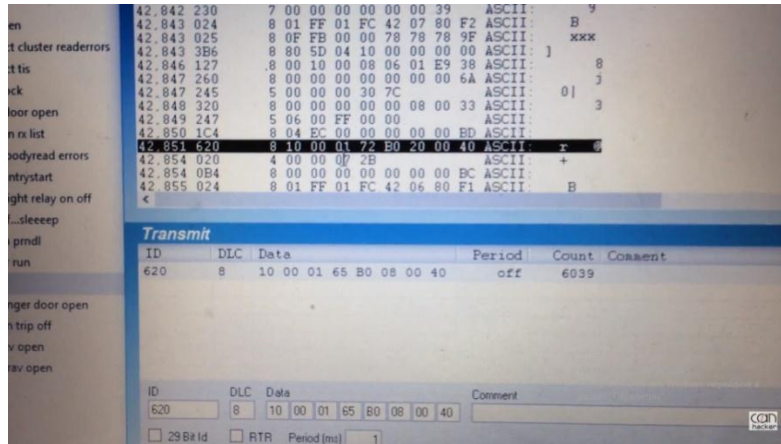 en
t cluster readerrors
t tis
ck
loor open
n rx list
bodyread errors
ntrystart
ight relay on off
f...sleeeep
prndl
run
nger door open
n trip off
v open
rav open
42,842 230 7 00 00 00 00 00 00 39 ASCII: 9
42,843 024 8 01 FF 01 FC 42 07 80 F2 ASCII: B
42,843 025 8 0F FB 00 00 78 78 78 9F ASCII: xxx
42,843 3B6 8 80 5D 04 10 00 00 00 00 ASCII: ]
42,846 127 8 00 10 00 08 06 01 E9 38 ASCII: 8
42,847 260 8 00 00 00 00 00 00 00 6A ASCII: j
42,847 245 5 00 00 00 30 7C ASCII: 0|
42,848 320 8 00 00 00 00 00 08 00 33 ASCII: 3
42,849 247 5 06 00 FF 00 00 ASCII:
42,850 1C4 8 04 EC 00 00 00 00 00 BD ASCII:
42,851 620 8 10 00 01 72 B0 20 00 40 ASCII: r @
42,854 020 4 00 00 07 2B ASCII: +
42,854 0B4 8 00 00 00 00 00 00 00 BC ASCII:
42,855 024 8 01 FF 01 FC 42 06 80 F1 ASCII: B
Transmit
ID DLC Data Period Count Comment
620 8 10 00 01 65 B0 08 00 40 off 6039
ID DLC Data Comment
620 8 10 00 01 65 B0 08 00 40
29 Bit Id RTR Period (ms) 1
can
hacker